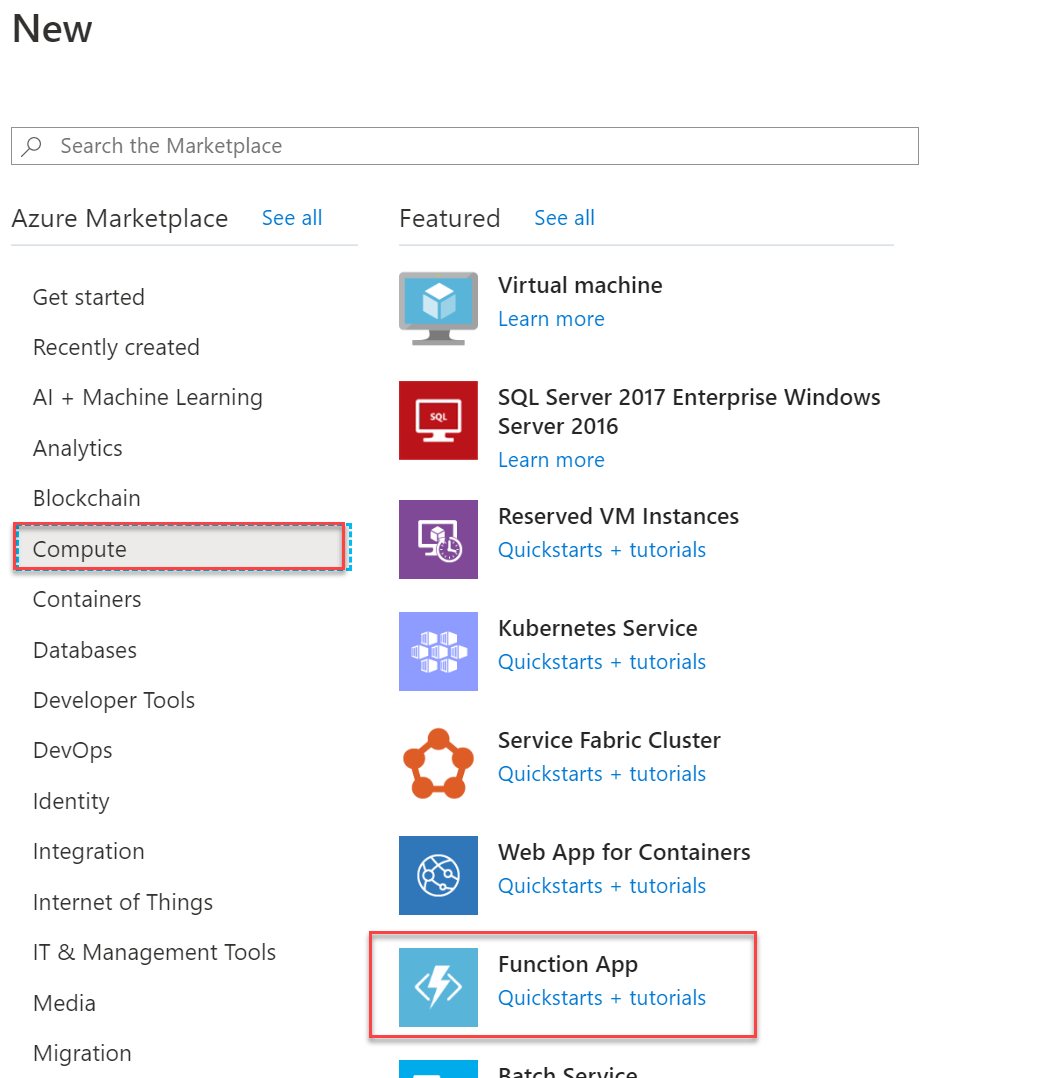 New
Search the Marketplace
Azure Marketplace
See all
Get started
Recently created
AI + Machine Learning
Analytics
Blockchain
Compute
Containers
Databases
Developer Tools
DevOps
Identity
Integration
Internet of Things
IT & Management Tools
Media
Migration
Featured
See all
Virtual machine
Learn more
SQL
SQL Server 2017 Enterprise Windows
Server 2016
Learn more
Reserved VM Instances
Quickstarts + tutorials
Kubernetes Service
Quickstarts + tutorials
Service Fabric Cluster
Quickstarts + tutorials
Web App for Containers
Quickstarts + tutorials
Function App
Quickstarts + tutorials
Batch Service